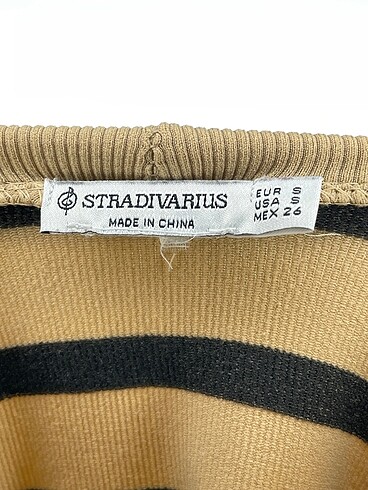 STRADIVARIUS
MADE IN CHINA
EUR S
USA S
MEX 26